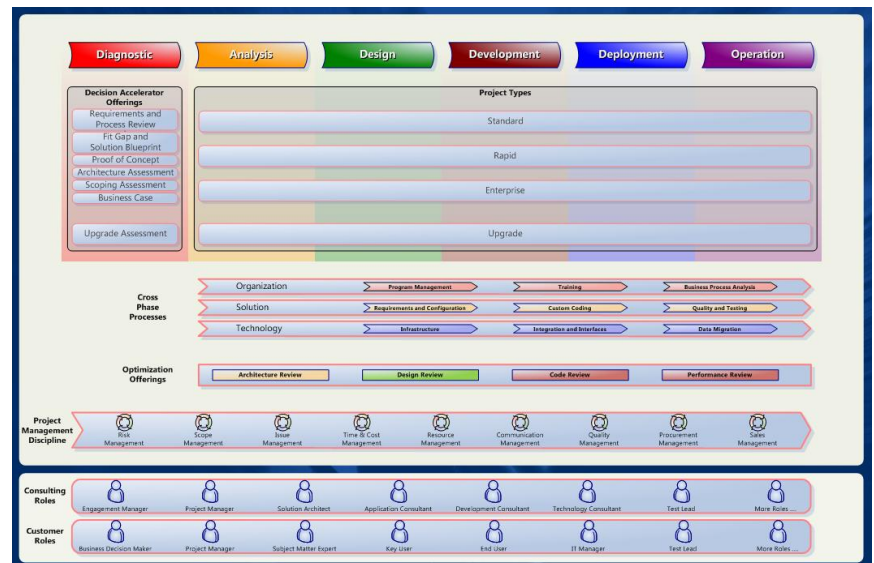 Diagnostic
Analysis
Design
Development
Deployment
Operation
Decision Accelerator
Offerings
Requirements and
Process Review
Fit Gap and
Solution Blueprint
Proof of Concept
Architecture Assessment
Scoping Assessment
Business Case
Upgrade Assessment
Project Types
Standard
Rapid
Enterprise
Upgrade
Cross
Phase
Processes
Organization
Program Management
Training
Business Process Analysis
Solution
Requirements and Configuration
Custom Coding
Quality and Testing
Technology
Infrastructure
Integration and Interfaces
Data Migration
Optimization
Offerings
Architecture Review
Design Review
Code Review
Performance Review
Project
Management
Discipline
Risk
Management
Scope
Management
Issue
Management
Time & Cost
Management
Resource
Management
Communication
Management
Quality
Management
Procurement
Management
Sales
Management
Consulting
Roles
Engagement Manager
Project Manager
Solution Architect
Application Consultant
Development Consultant
Technology Consultant
Test Lead
More Roles ...
Customer
Roles
Business Decision Maker
Project Manager
Subject Matter Expert
Key User
End User
IT Manager
Test Lead
More Roles ...